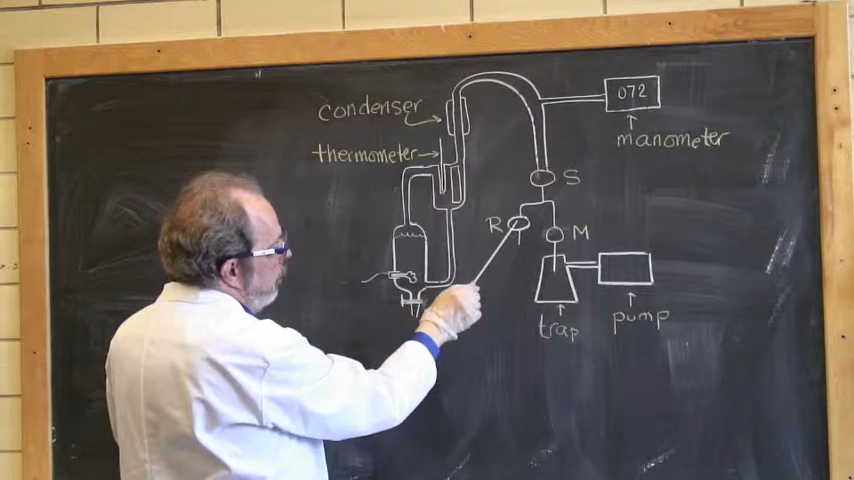 condenser
072
manometer
thermometer
S
R
M
trap
pump